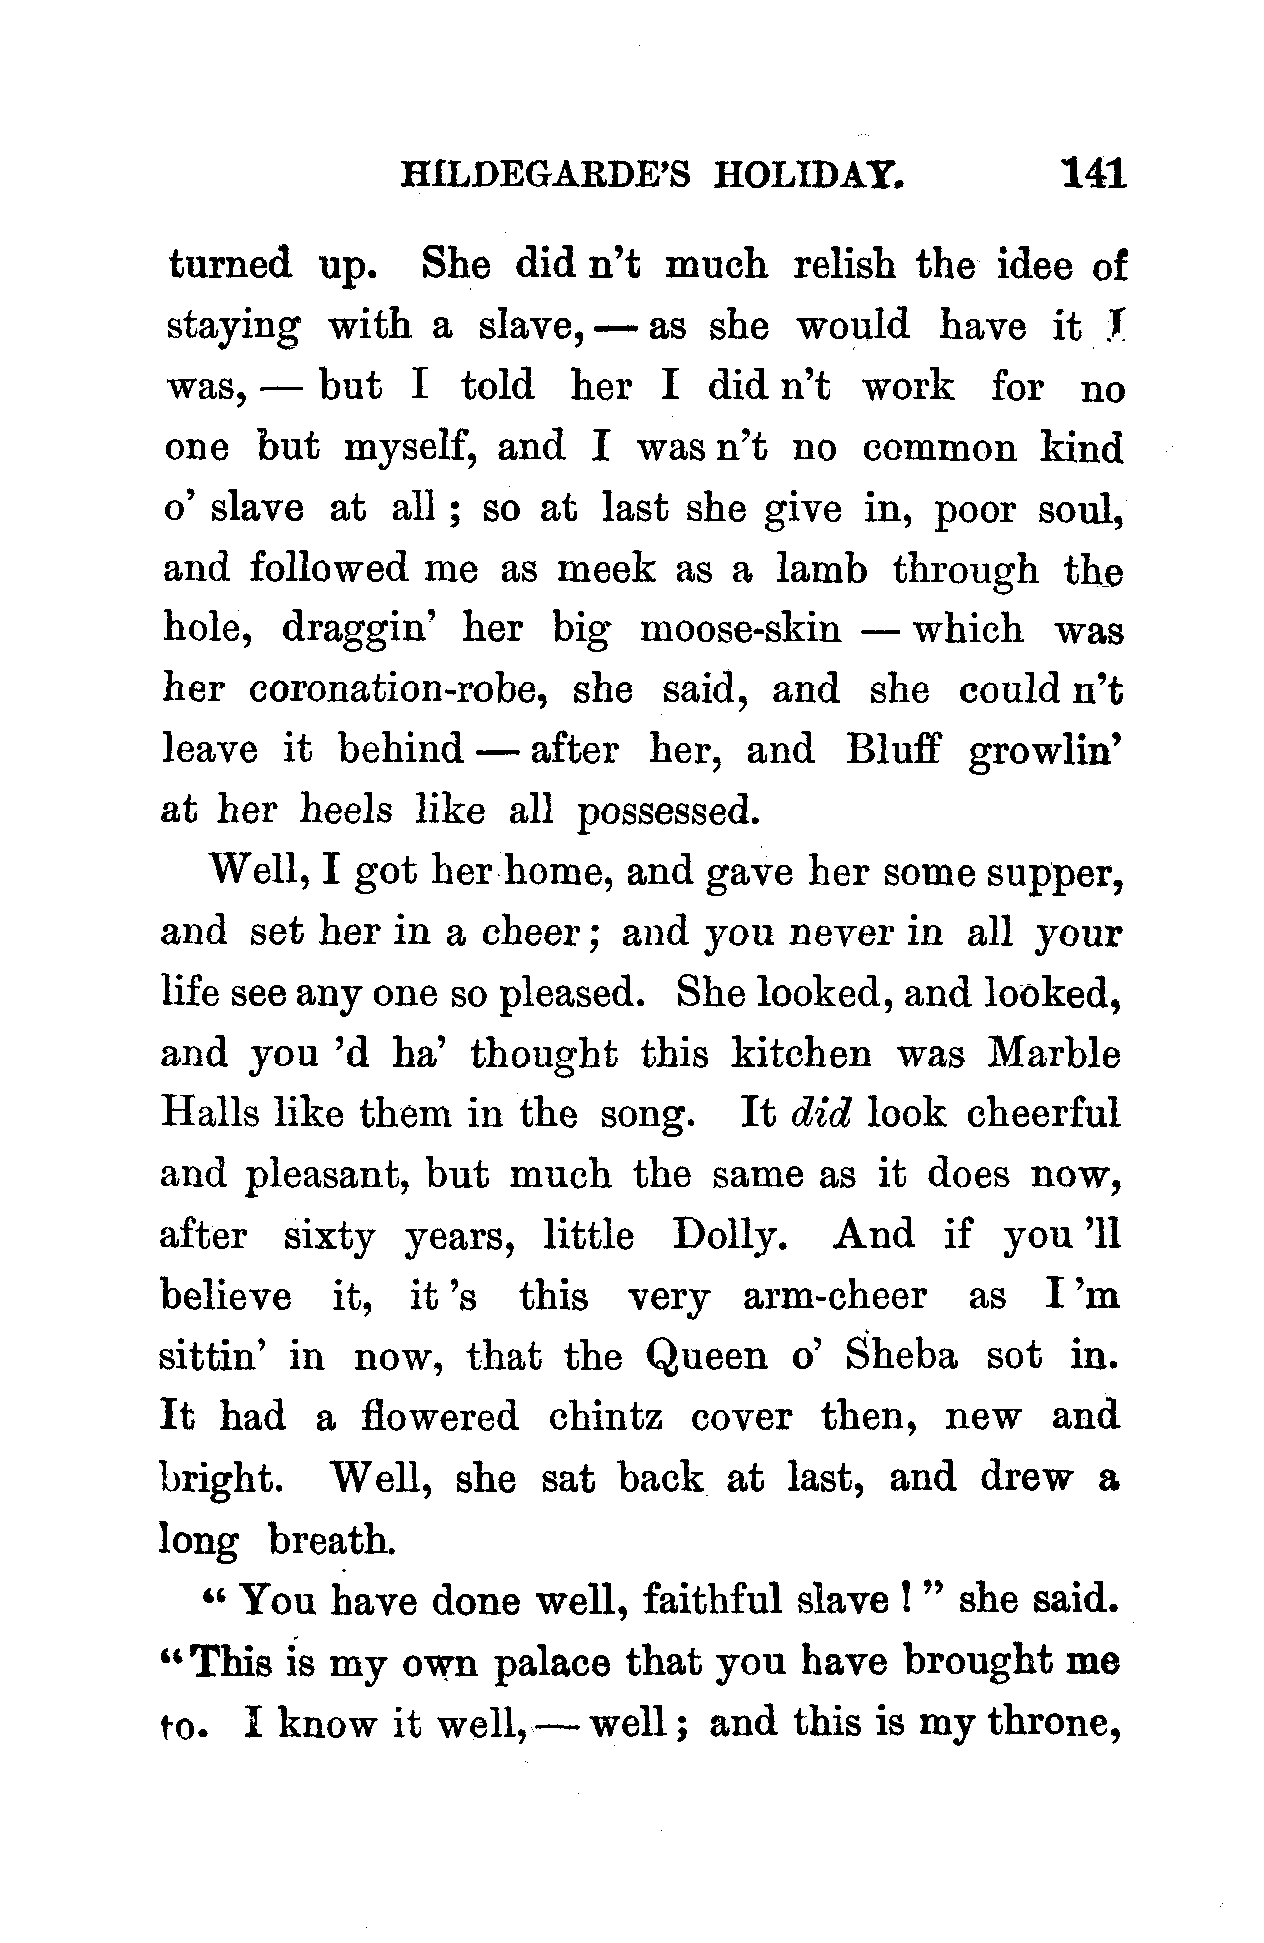 HILDEGARDE'S HOLIDAY. 141
turned up. She did n't much relish the idee of
staying with a slave, — as she would have it I
was, — but I told her I did n't work for no
one but myself, and I was n't no common kind
o' slave at all ; so at last she give in, poor soul,
and followed me as meek as a lamb through the
hole, draggin' her big moose-skin — which was
her coronation-robe, she said, and she could n't
leave it behind — after her, and Bluff growlin'
at her heels like all possessed.
Well, I got her home, and gave her some supper,
and set her in a cheer ; and you never in all your
life see any one so pleased. She looked, and looked,
and you 'd ha' thought this kitchen was Marble
Halls like them in the song. It did look cheerful
and pleasant, but much the same as it does now,
after sixty years, little Dolly. And if you 'll
believe it, it 's this very arm-cheer as I 'm
sittin' in now, that the Queen o' Sheba sot in.
It had a flowered chintz cover then, new and
bright. Well, she sat back at last, and drew a
long breath.
“ You have done well, faithful slave ! ” she said.
“ This is my own palace that you have brought me
to. I know it well, — well ; and this is my throne,